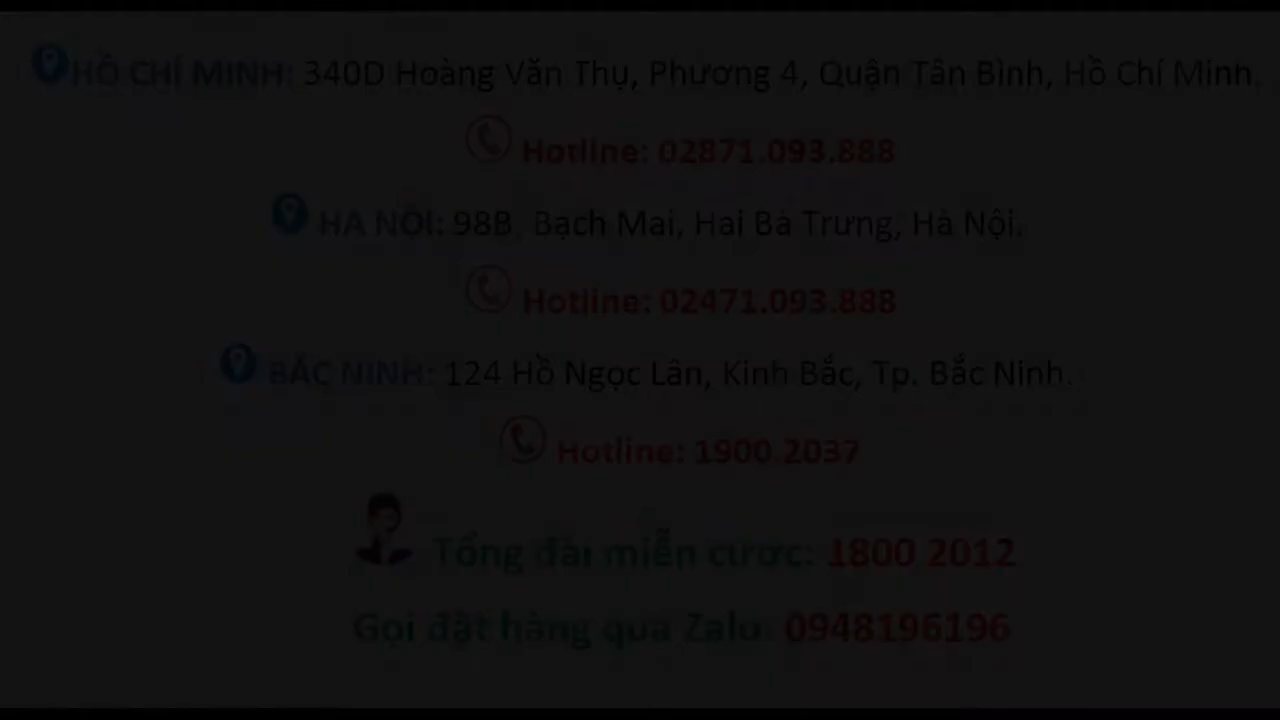 HỒ CHÍ MINH: 340D Hoàng Văn Thụ, Phương 4, Quận Tân Bình, Hồ Chí Minh.
Hotline: 02871.093.888
HÀ NỘI: 98B Bạch Mai, Hai Bà Trưng, Hà Nội.
Hotline: 02471.093.888
BẮC NINH: 124 Hồ Ngọc Lân, Kinh Bắc, Tp. Bắc Ninh.
Hotline: 1900.2037
Tổng đài miễn cước: 1800 2012
Gọi đặt hàng qua Zalo: 0948196196